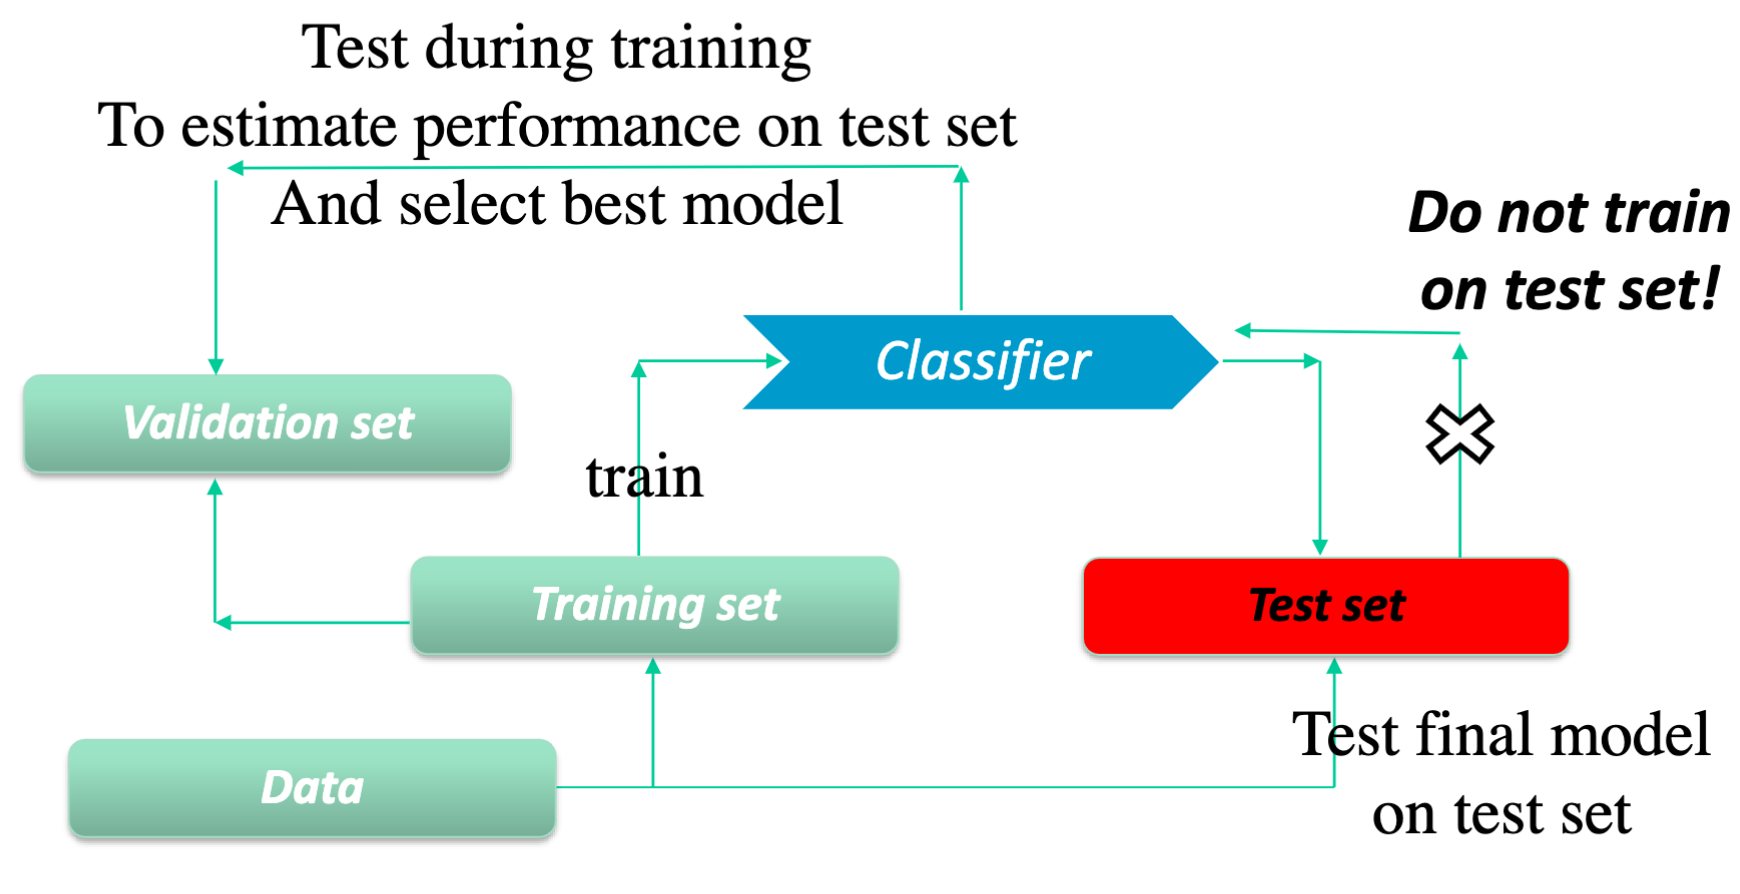 Test during training
To estimate performance on test set
And select best model
Do not train
on test set!
Classifier
Validation set
train
Training set
Test set
Data
Test final model
on test set